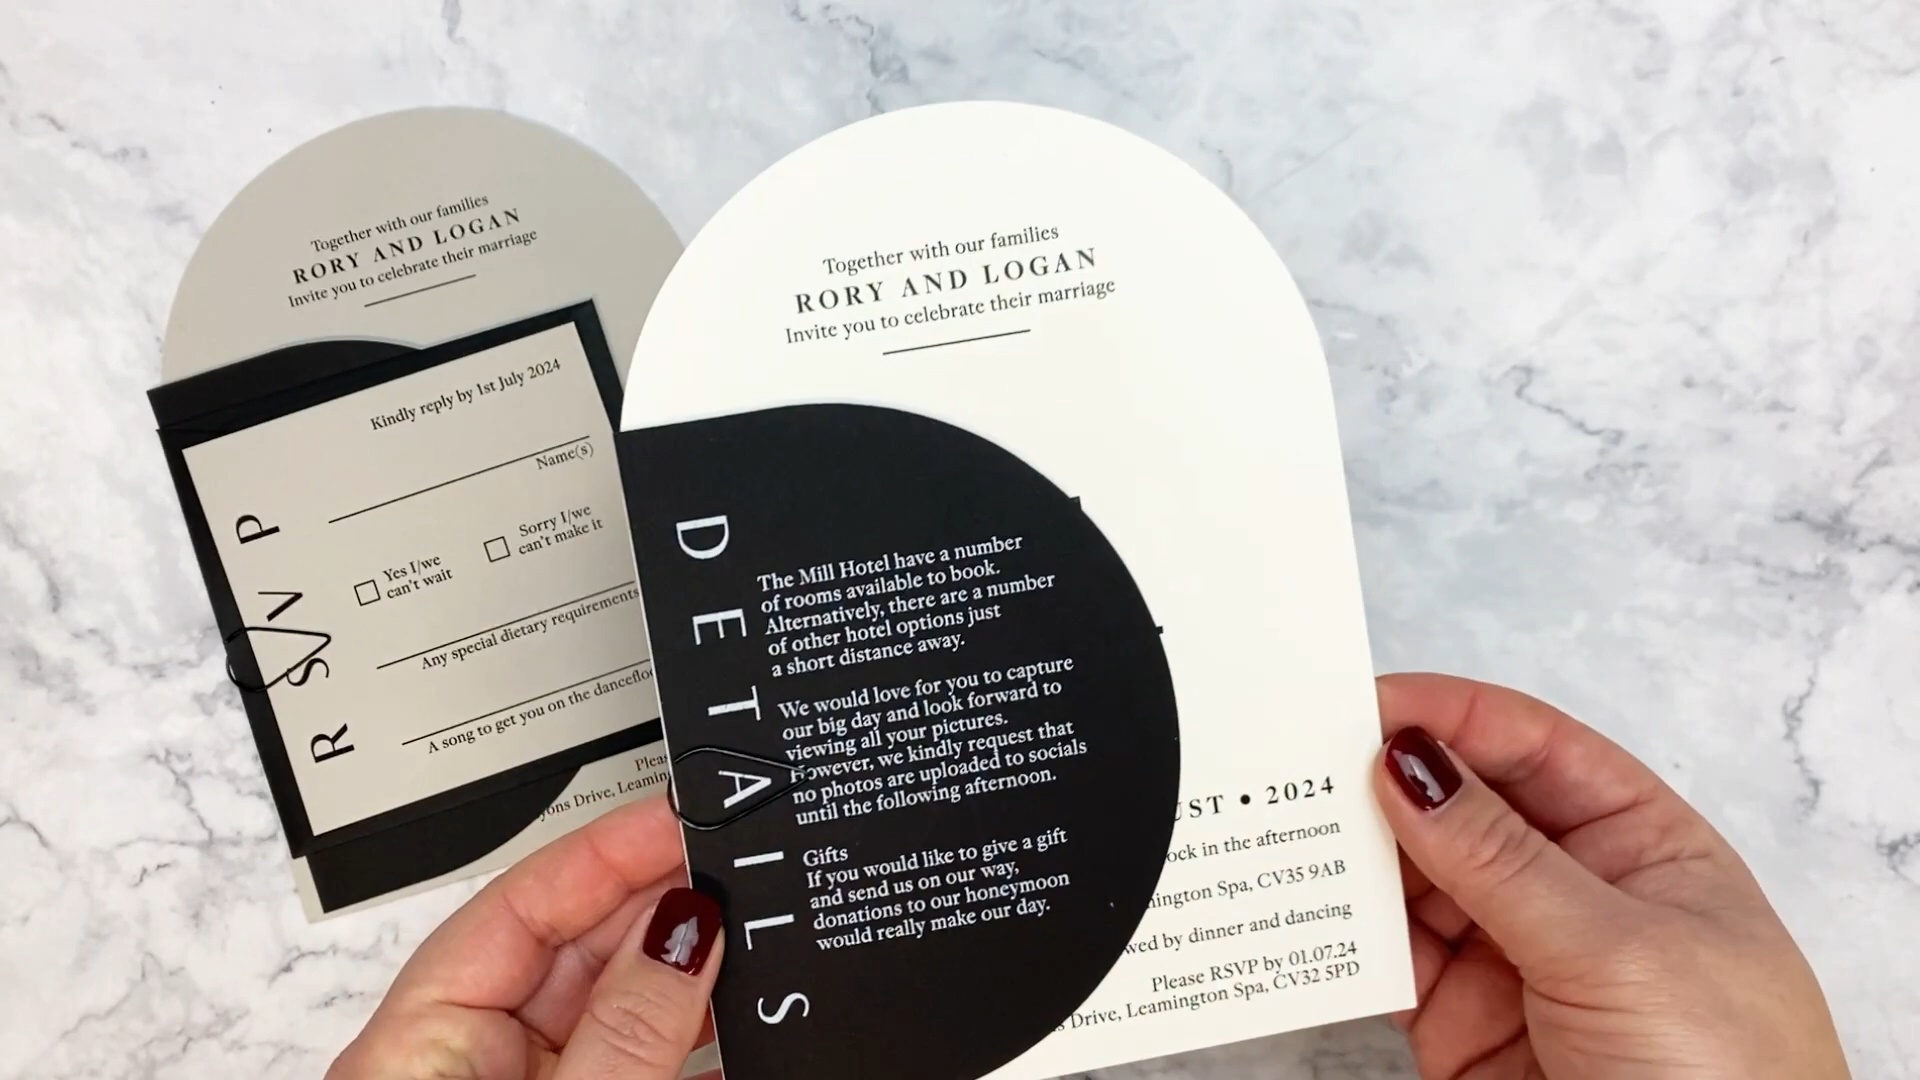 Together with our families
RORY AND LOGAN
Invite you to celebrate their marriage
Kindly reply by 1st July 2024
Name(s)
Yes I/we
can't wait
Sorry I/we
can't make it
Any special dietary requirements
A song to get you on the
RSVP
Drive,
Together with our families
RORY AND LOGAN
Invite you to celebrate their marriage
DETAILS
The Mill Hotel have a number
of rooms available to book.
Alternatively, there are a number
of other hotel options just
a short distance away.
We would love for you to capture
our big day and look forward to
viewing all your pictures.
However, we kindly request that
no photos are uploaded to socials
until the following afternoon.
Gifts
If you would like to give a gift
and send us on our way,
donations to our honeymoon
would really make our day.
• 2024
in the afternoon
Spa, CV35 9AB
by dinner and dancing
Please RSVP by 01.07.24
Drive, Leamington Spa, CV32 5PD